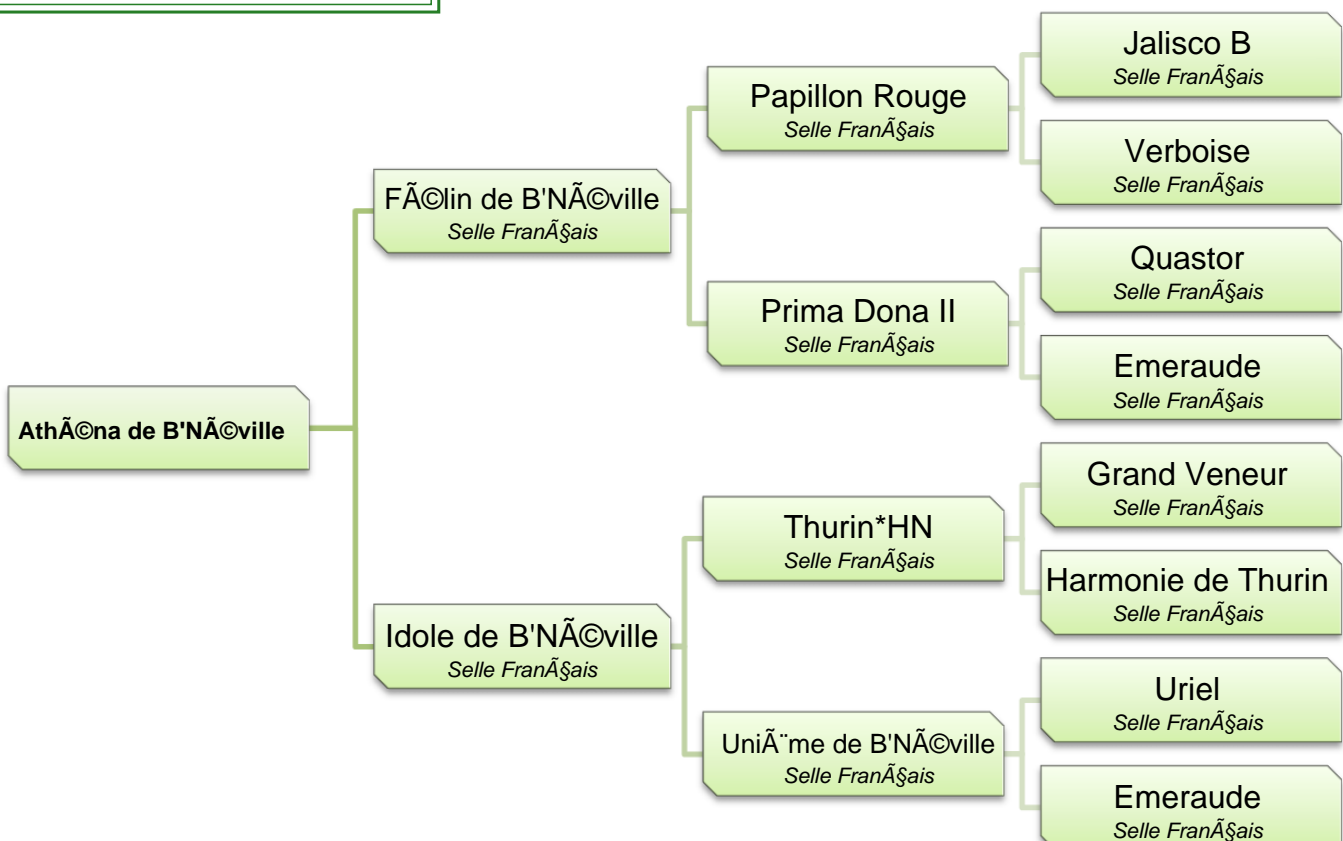 Jalisco B
Selle FranÃ§ais
Papillon Rouge
Selle FranÃ§ais
Verboise
Selle FranÃ§ais
FÃ©lin de B'NÃ©ville
Selle FranÃ§ais
Quastor
Selle FranÃ§ais
Prima Dona II
Selle FranÃ§ais
Emeraude
Selle FranÃ§ais
AthÃ©na de B'NÃ©ville
Grand Veneur
Selle FranÃ§ais
Thurin*HN
Selle FranÃ§ais
Harmonie de Thurin
Selle FranÃ§ais
Idole de B'NÃ©ville
Selle FranÃ§ais
Uriel
Selle FranÃ§ais
UniÃ¨me de B'NÃ©ville
Selle FranÃ§ais
Emeraude
Selle FranÃ§ais